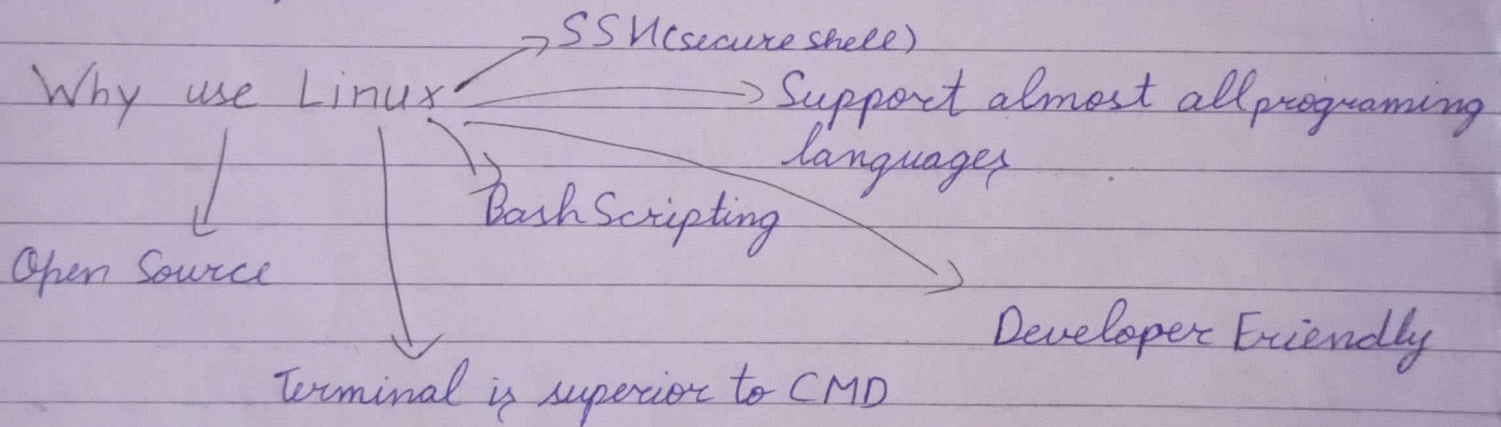 SSH(secure shell)
Why use Linux
Support almost all programing
languages
Bash Scripting
Open Source
Developer Friendly
Terminal is superior to CMD